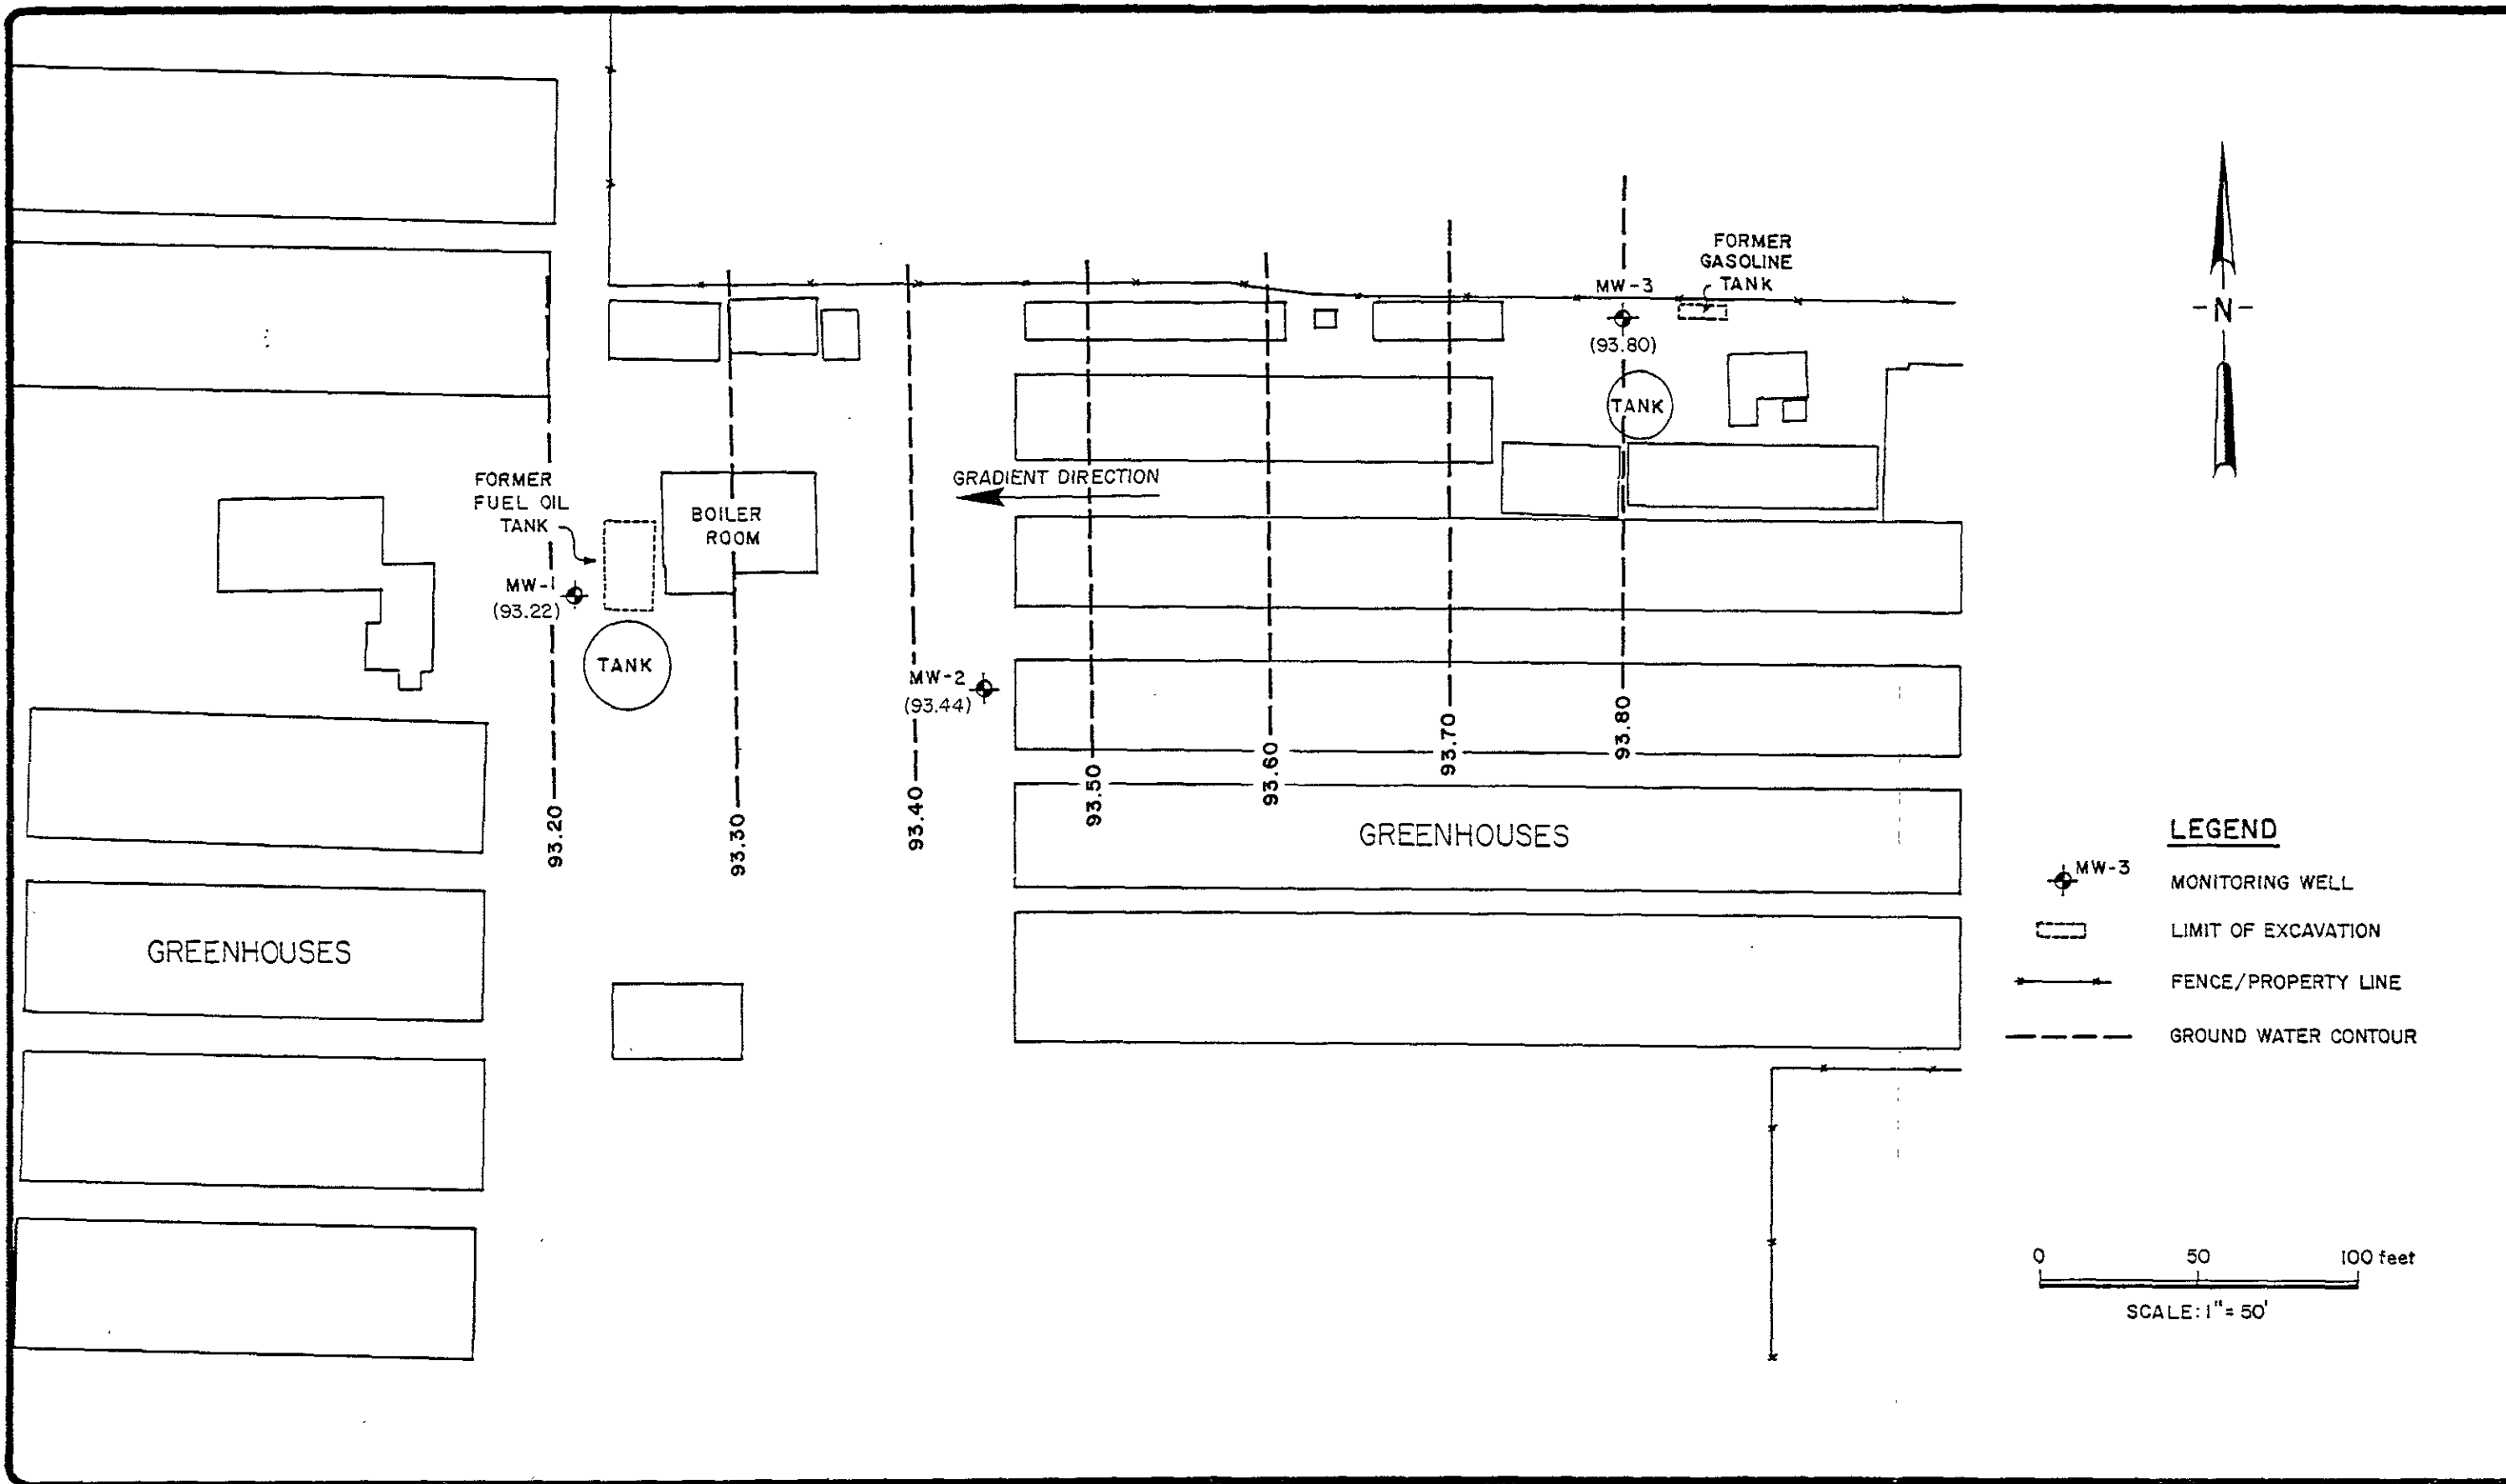 FORMER
GASOLINE
TANK
MW-3
(93.80)
TANK
- N -
FORMER
FUEL OIL
TANK
BOILER
ROOM
GRADIENT DIRECTION
MW-1
(93.22)
TANK
MW-2
(93.44)
93.20
93.30
93.40
93.50
93.60
93.70
93.80
GREENHOUSES
GREENHOUSES
LEGEND
MW-3 MONITORING WELL
LIMIT OF EXCAVATION
FENCE/PROPERTY LINE
GROUND WATER CONTOUR
0 50 100 feet
SCALE: 1" = 50'